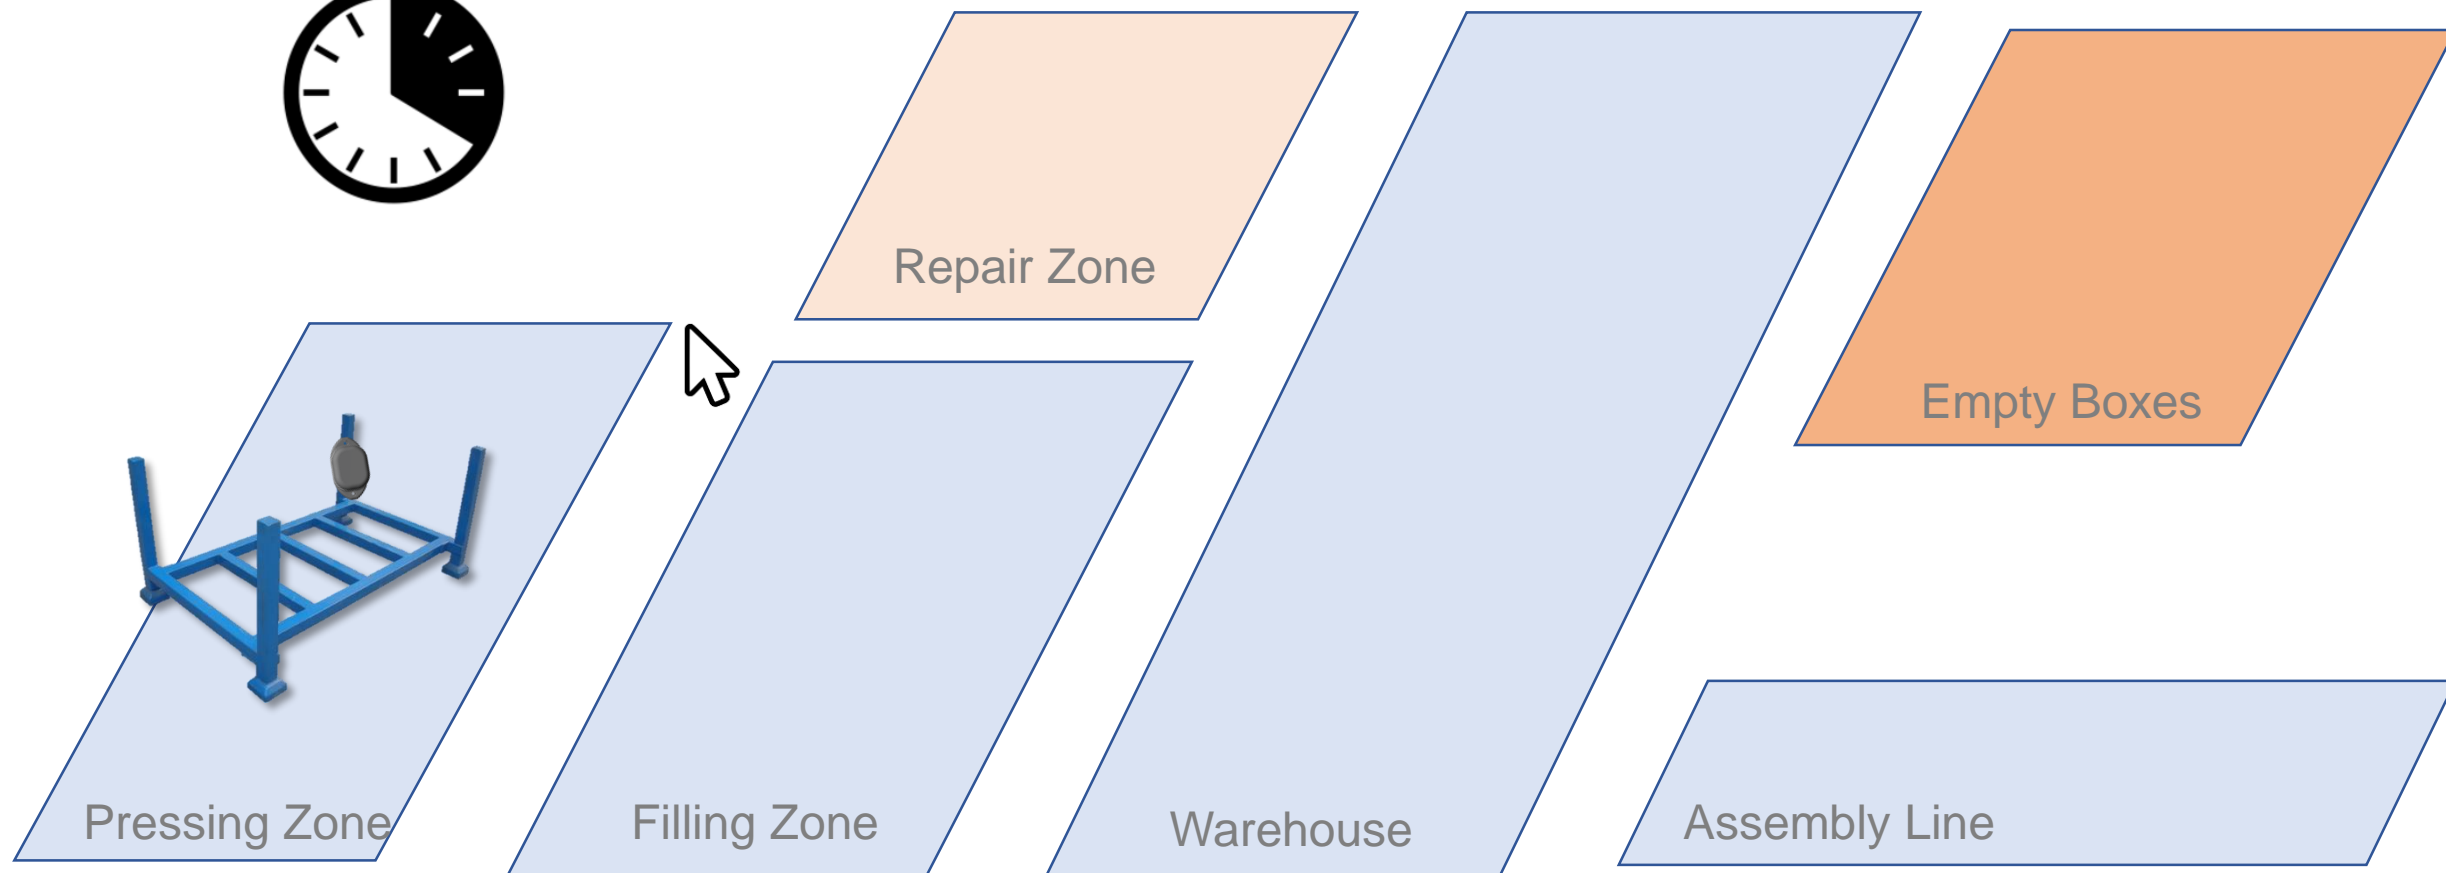 Repair Zone
Empty Boxes
Pressing Zone
Filling Zone
Warehouse
Assembly Line